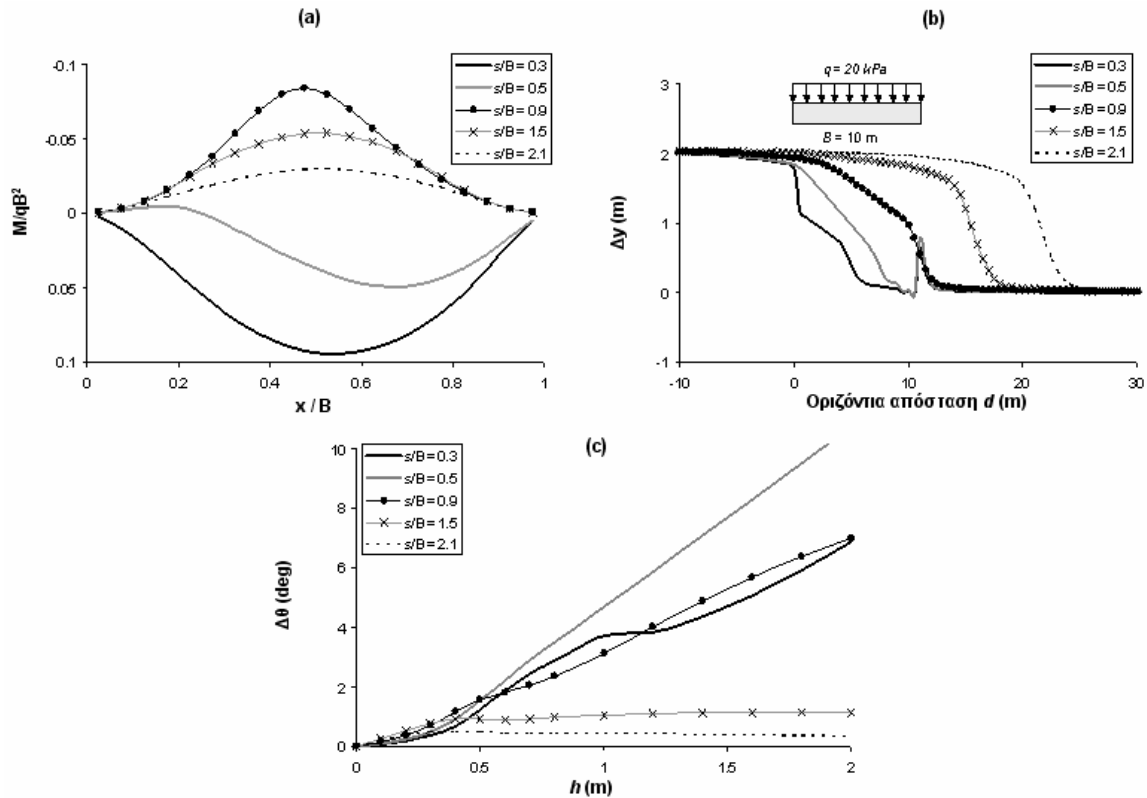 (a)
M/qB²
-0.1
-0.05
0
0.05
0.1
0
0.2
0.4
0.6
0.8
1
x / B
s/B = 0.3
s/B = 0.5
s/B = 0.9
s/B = 1.5
s/B = 2.1
(b)
Δy (m)
3
2
1
0
-1
-10
0
10
20
30
Οριζόντια απόσταση d (m)
q = 20 kPa
B = 10 m
s/B = 0.3
s/B = 0.5
s/B = 0.9
s/B = 1.5
s/B = 2.1
(c)
Δθ (deg)
10
8
6
4
2
0
0
0.5
1
1.5
2
h (m)
s/B = 0.3
s/B = 0.5
s/B = 0.9
s/B = 1.5
s/B = 2.1